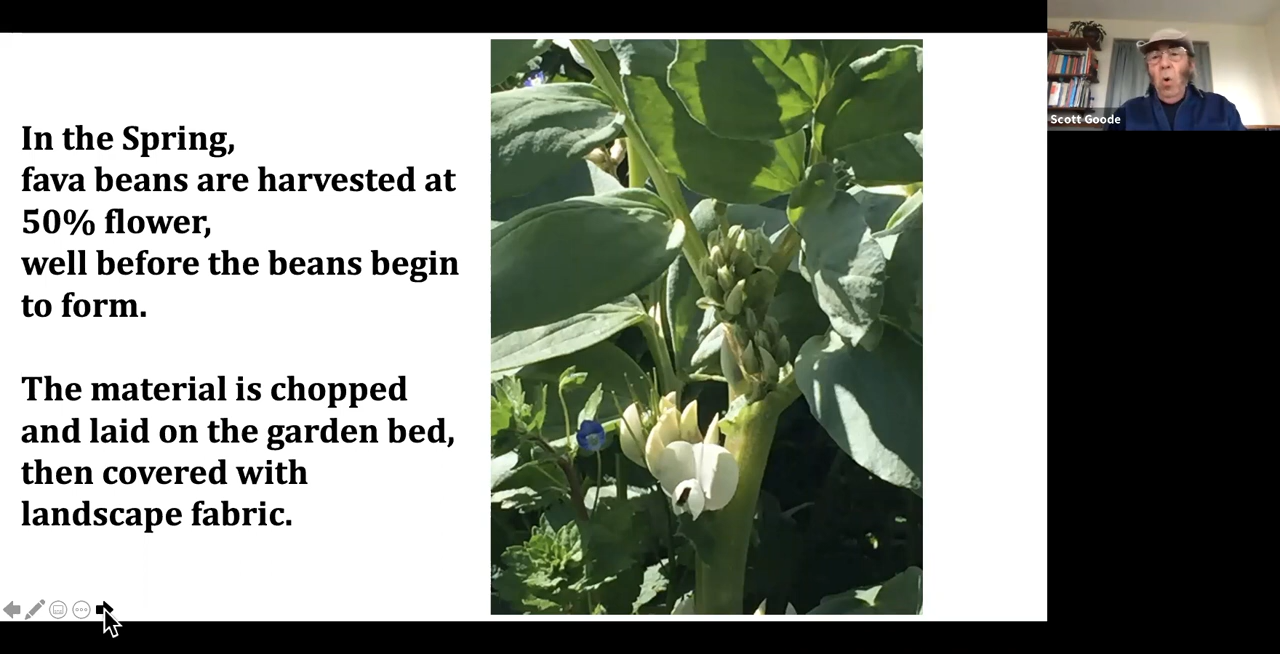 In the Spring,
fava beans are harvested at
50% flower,
well before the beans begin
to form.
The material is chopped
and laid on the garden bed,
then covered with
landscape fabric.
Scott Goode